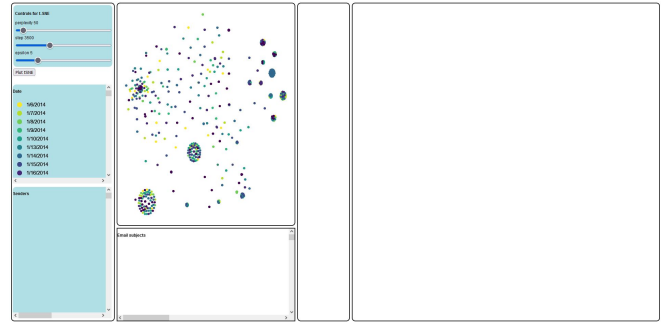 Controls for t-SNE
perplexity 50
step 5000
epsilon 5
Plot tSNE
Date
1/6/2014
1/7/2014
1/8/2014
1/9/2014
1/10/2014
1/13/2014
1/14/2014
1/15/2014
1/16/2014
Senders
Email subjects